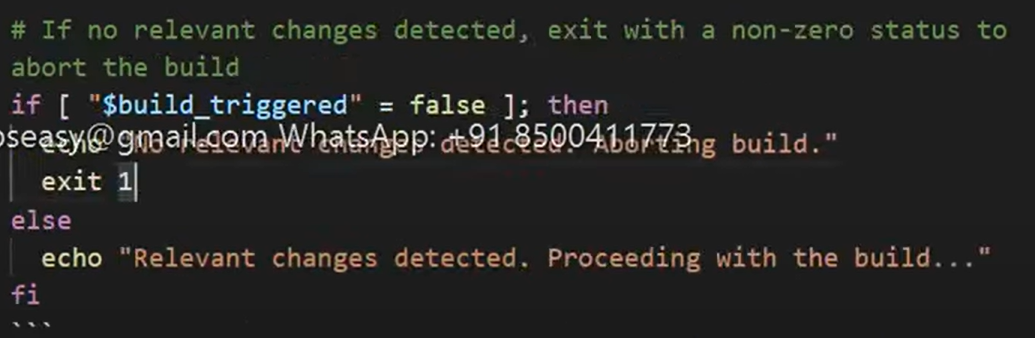 # If no relevant changes detected, exit with a non-zero status to
abort the build
if [ "$build_triggered" = false ]; then
oseasy@gmail.com WhatsApp: +91 8500411773
echo "No relevant changes detected. Aborting build."
exit 1
else
echo "Relevant changes detected. Proceeding with the build..."
fi
```